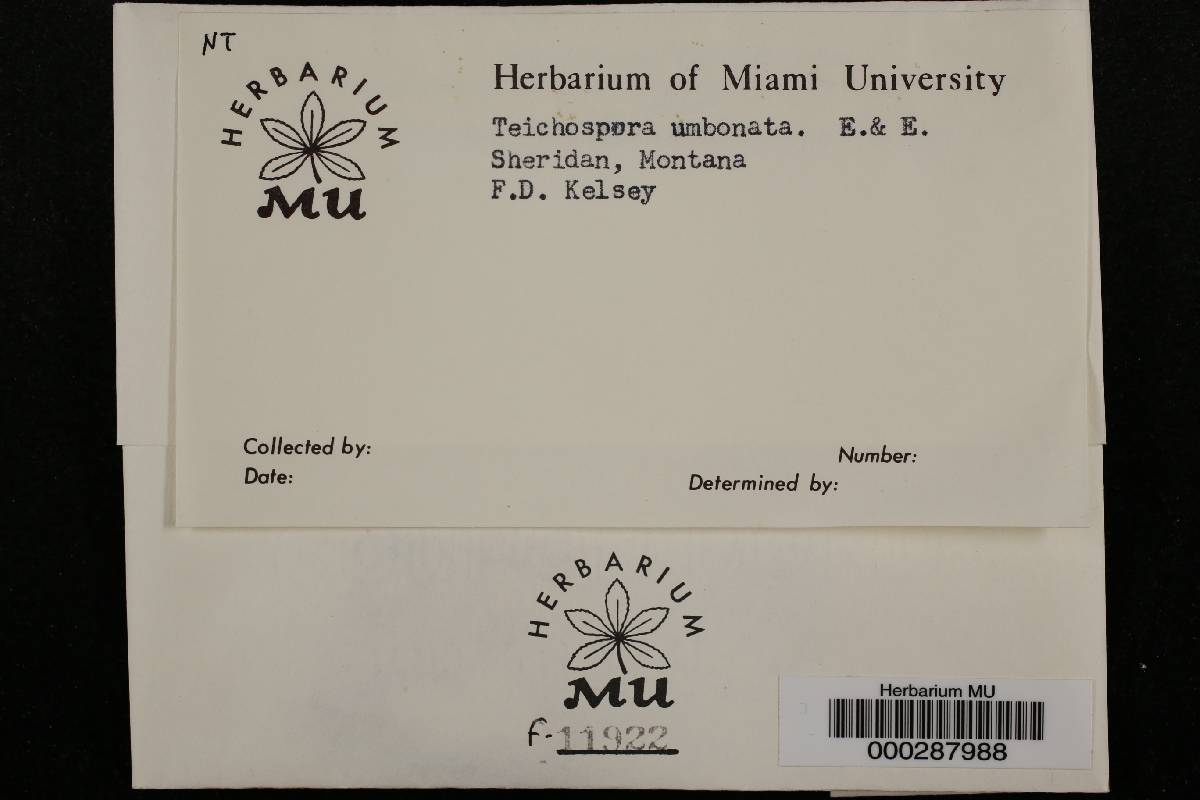 NT
HERBARIUM
MU
Herbarium of Miami University
Teichospora umbonata. E.& E.
Sheridan, Montana
F.D. Kelsey
Collected by:
Number:
Date:
Determined by:
HERBARIUM
MU
f-11922
Herbarium MU
000287988